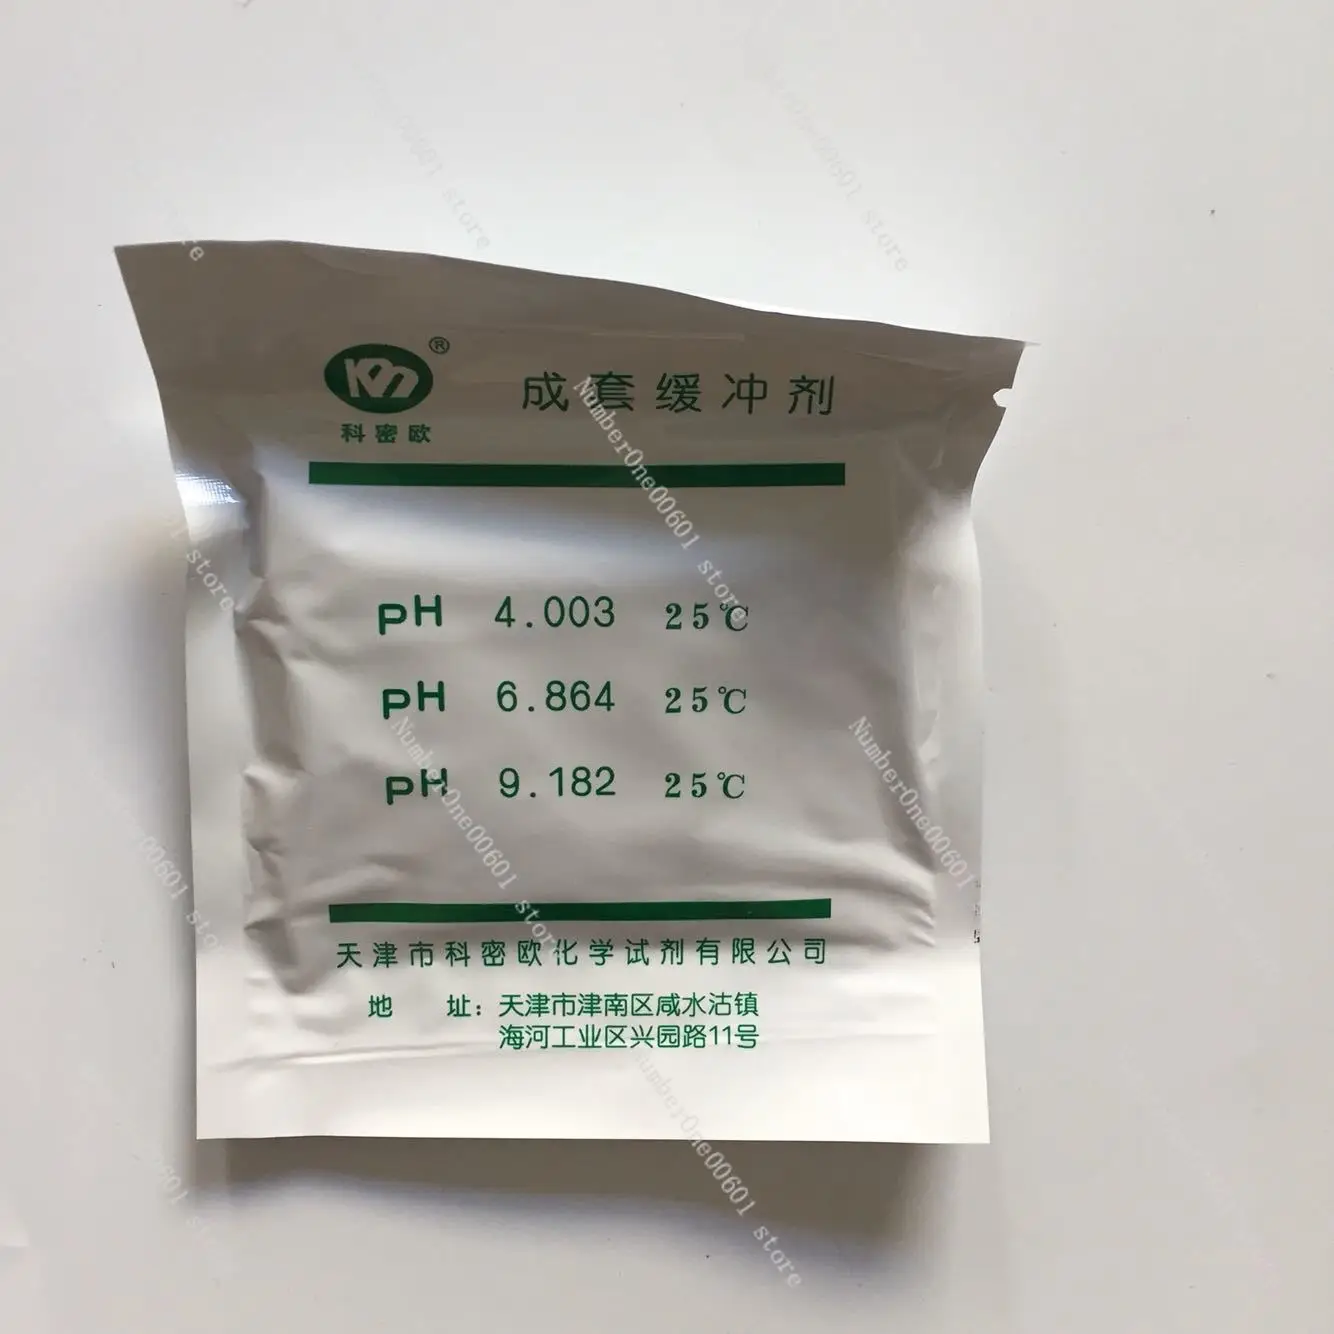 Km®
科密欧
成套缓冲剂
pH 4.003 25℃
pH 6.864 25℃
pH 9.182 25℃
天津市科密欧化学试剂有限公司
地 址：天津市津南区咸水沽镇
海河工业区兴园路11号
NumberOne00601 store
NumberOne00601 store
NumberOne00601
NumberOne00601 store